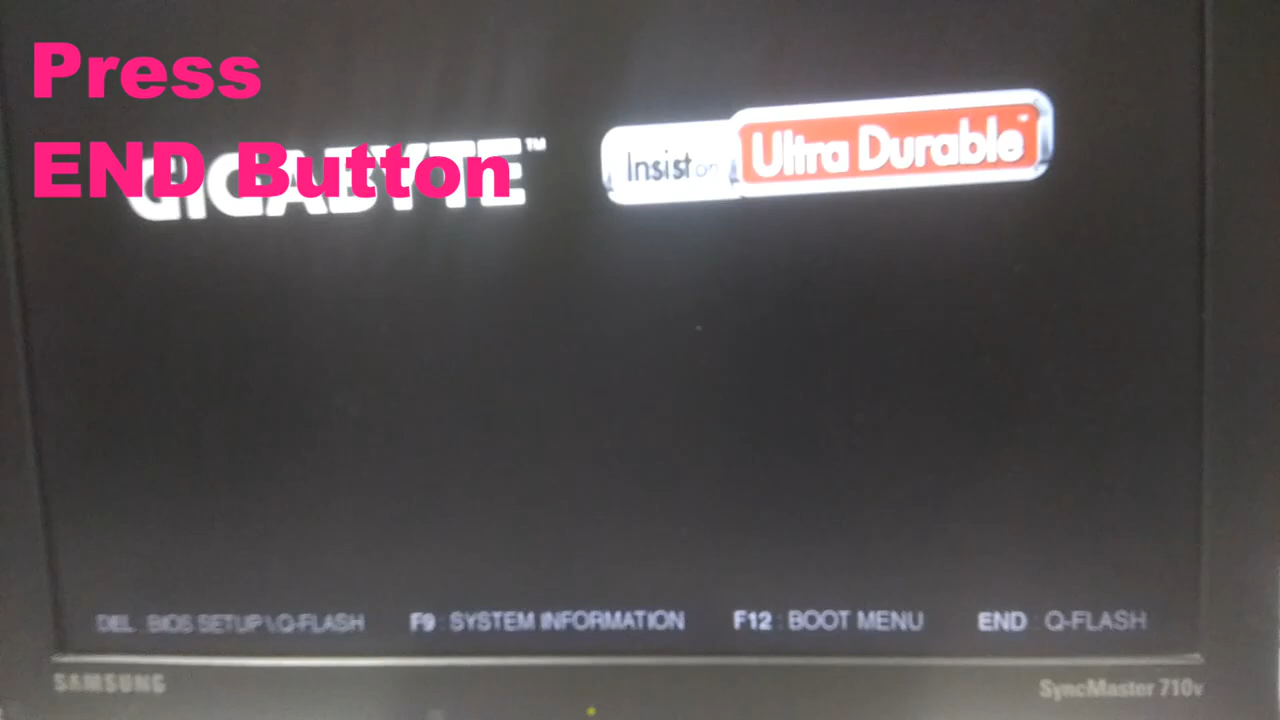 Press
END Button
GIGABYTE™
Insist on Ultra Durable™
DEL : BIOS SETUP\Q-FLASH F9 : SYSTEM INFORMATION F12 : BOOT MENU END : Q-FLASH
SAMSUNG SyncMaster 710v